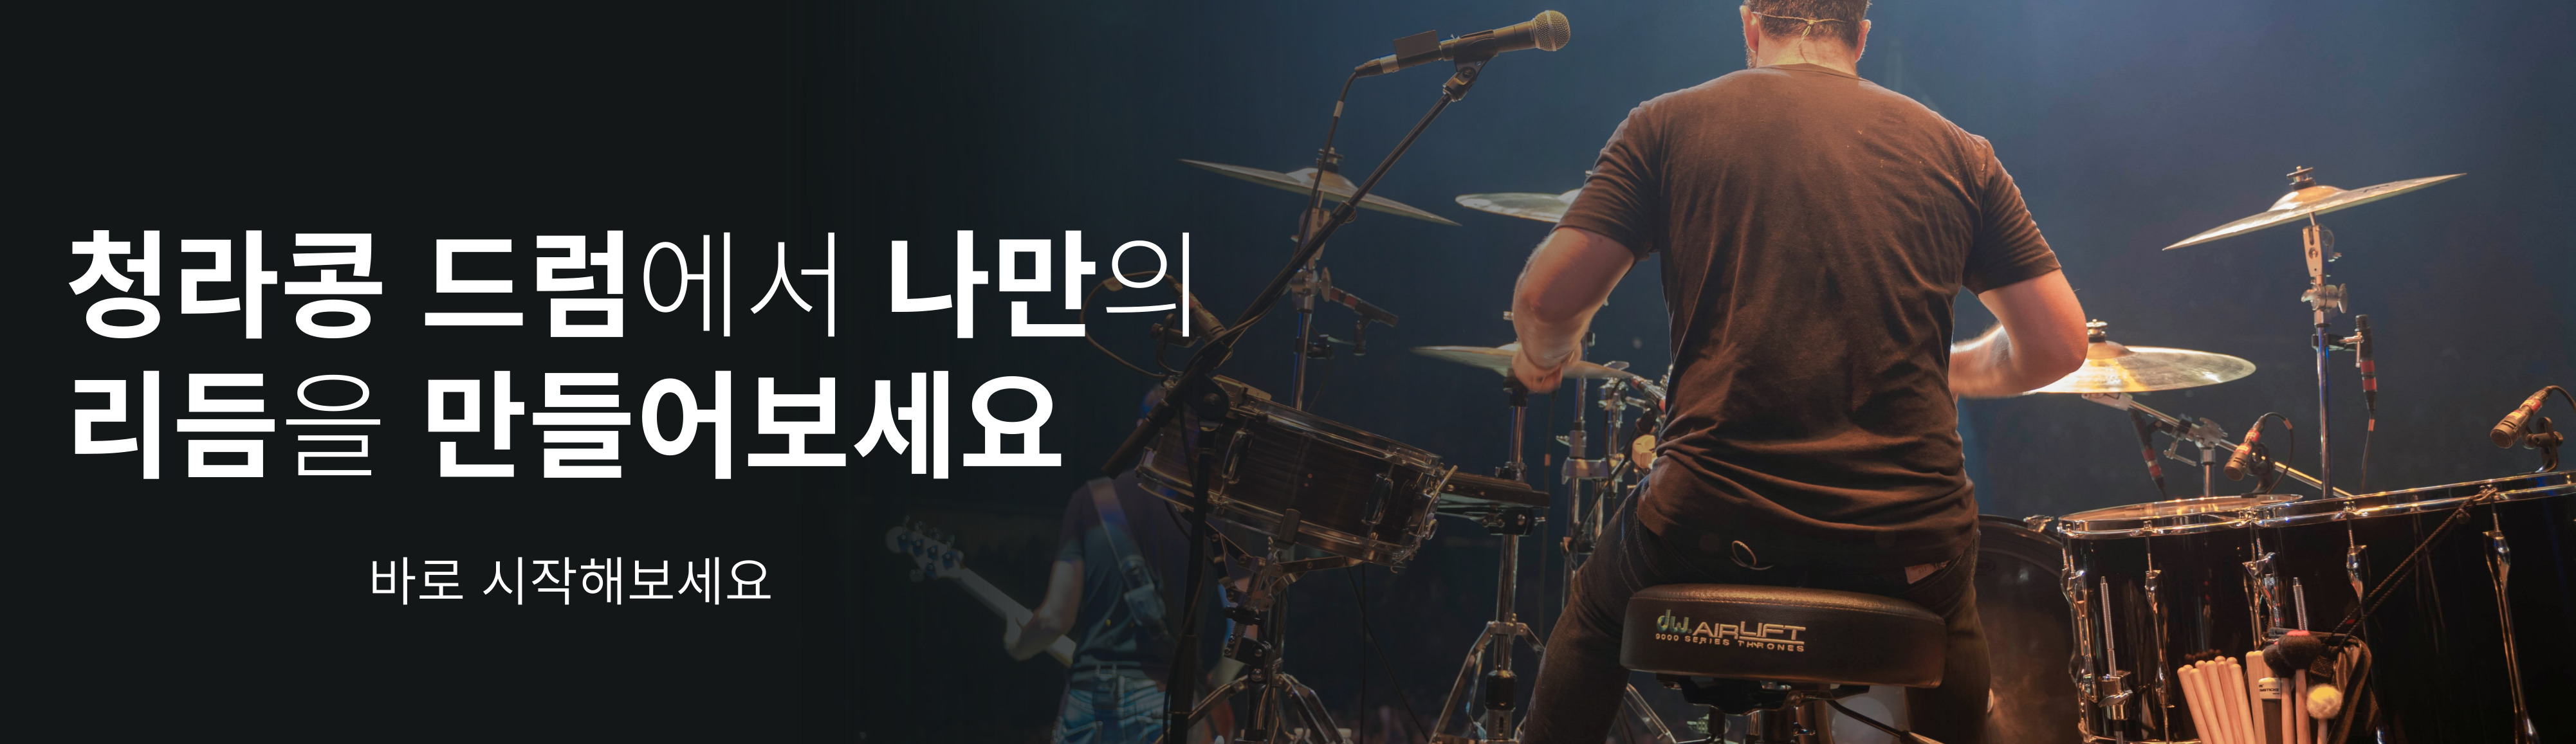 청라콩 드럼에서 나만의
리듬을 만들어보세요
바로 시작해보세요
dw. AIRLIFT
9000 SERIES THRONES